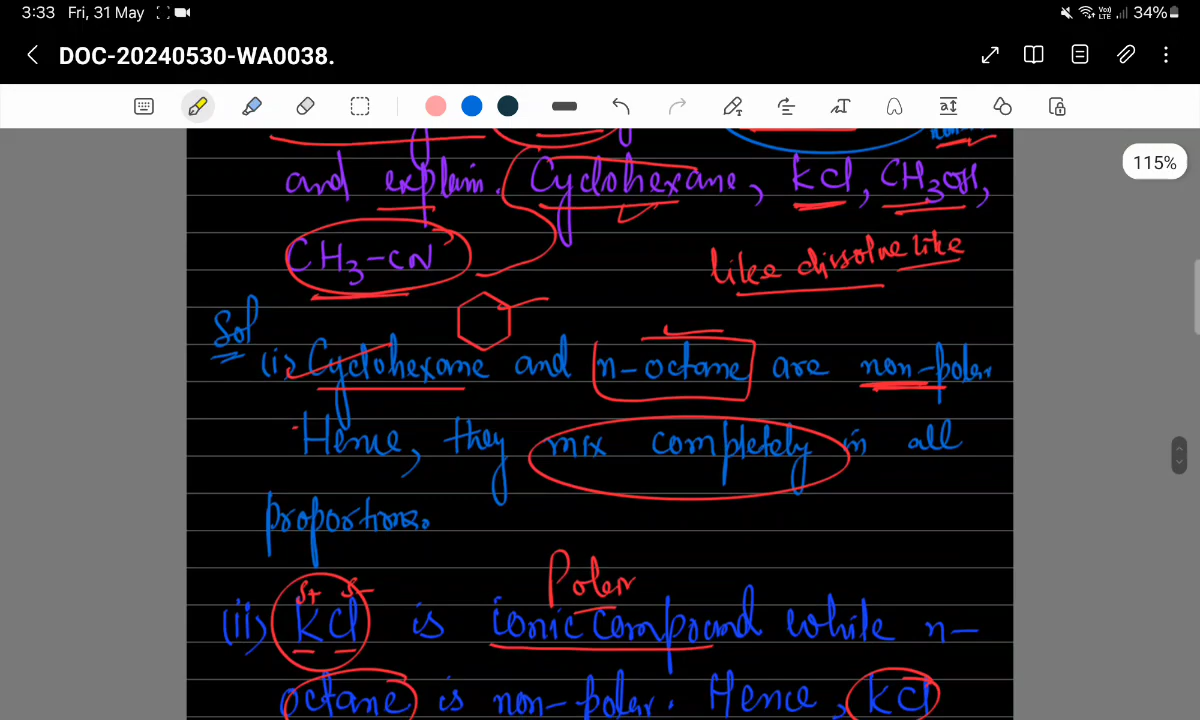 3:33 Fri, 31 May 34%
DOC-20240530-WA0038.
115%
and explain. Cyclohexane, KCl, CH3OH,
CH3-CN
like dissolve like
Sol
(i) Cyclohexane and n-octane are non-polar.
Hence, they mix completely in all
proportions.
Polar
δ+ δ-
(ii) KCl is ionic compound while n-
octane is non-polar. Hence, KCl